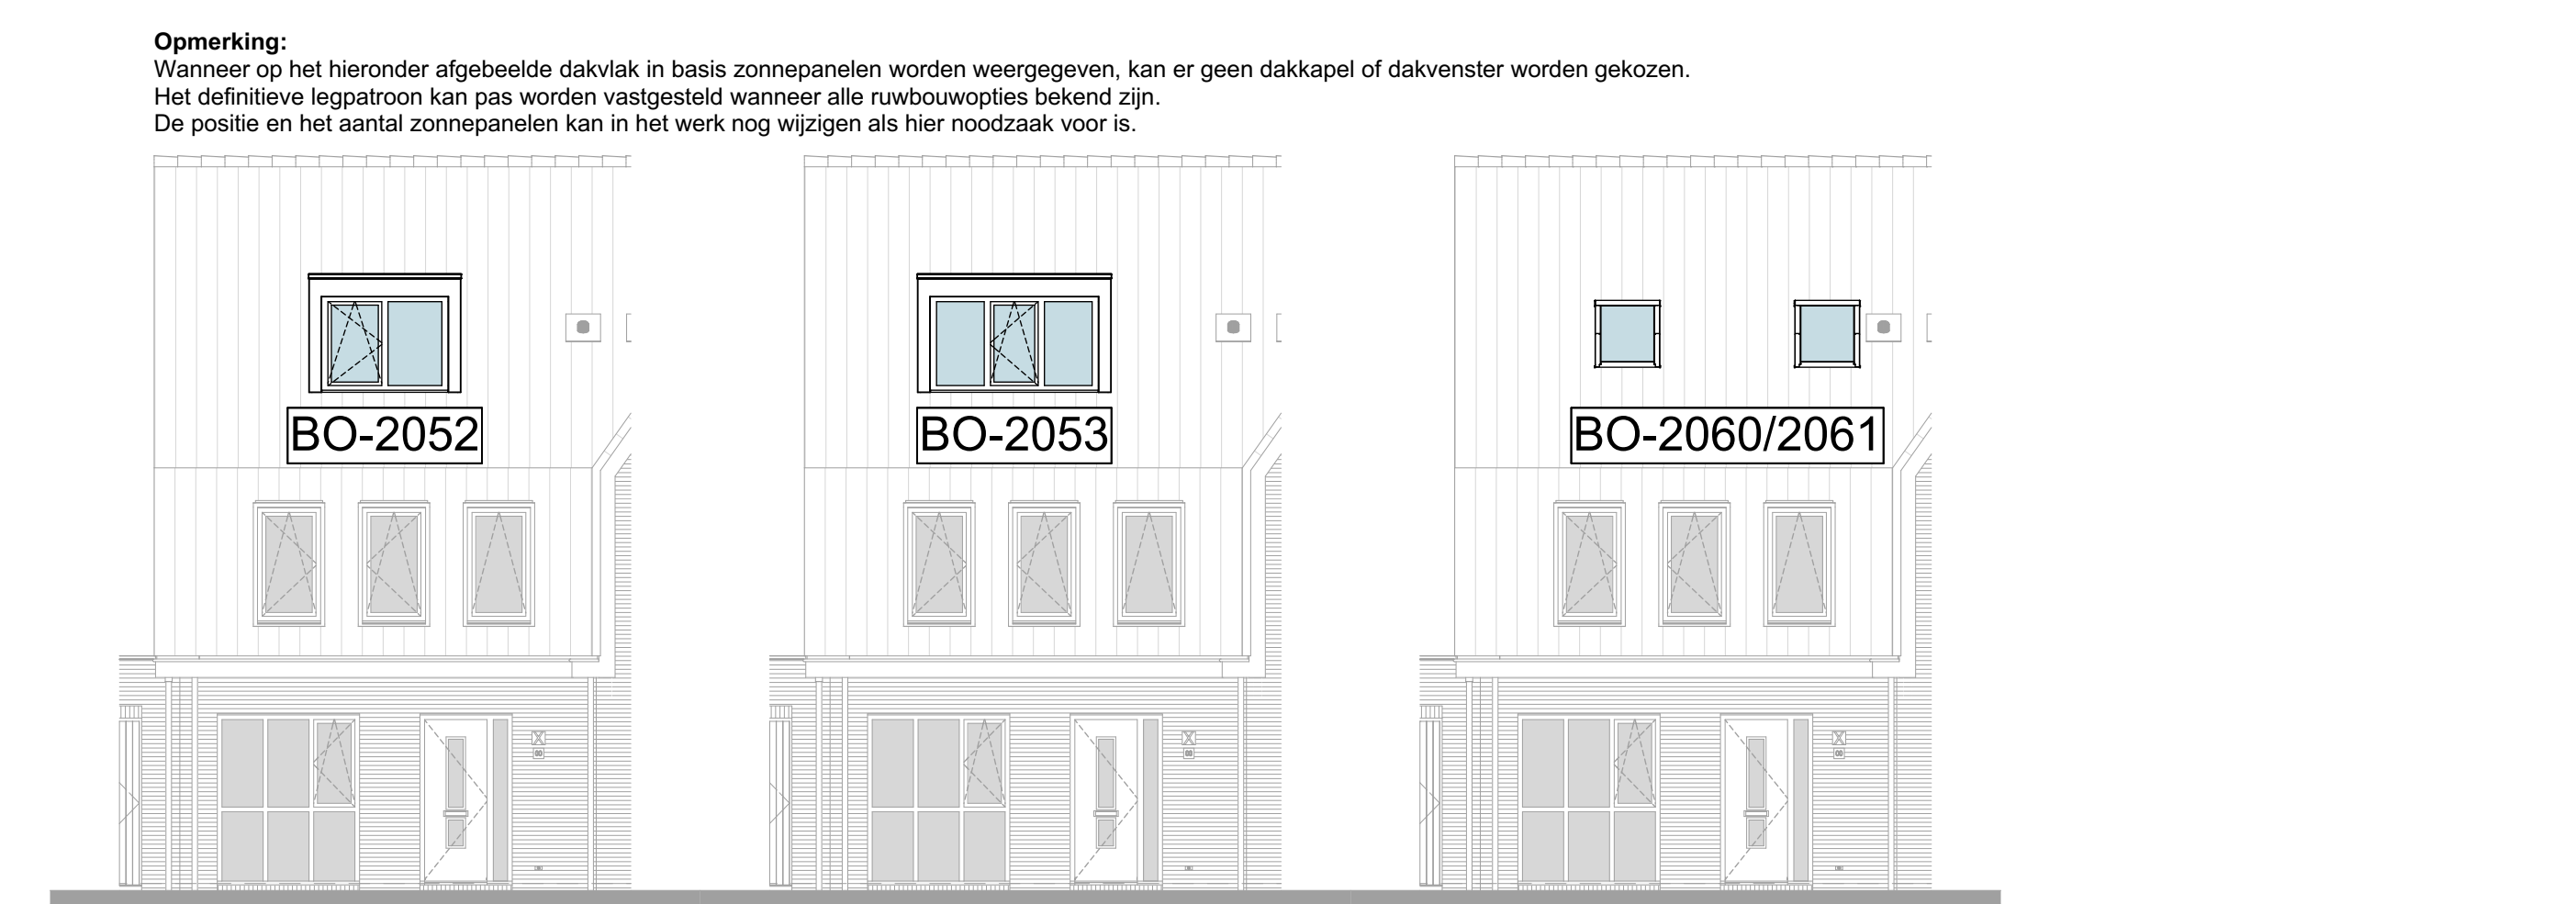 Opmerking:
Wanneer op het hieronder afgebeelde dakvlak in basis zonnepanelen worden weergegeven, kan er geen dakkapel of dakvenster worden gekozen.
Het definitieve legpatroon kan pas worden vastgesteld wanneer alle ruwbouwopties bekend zijn.
De positie en het aantal zonnepanelen kan in het werk nog wijzigen als hier noodzaak voor is.
BO-2052
BO-2053
BO-2060/2061